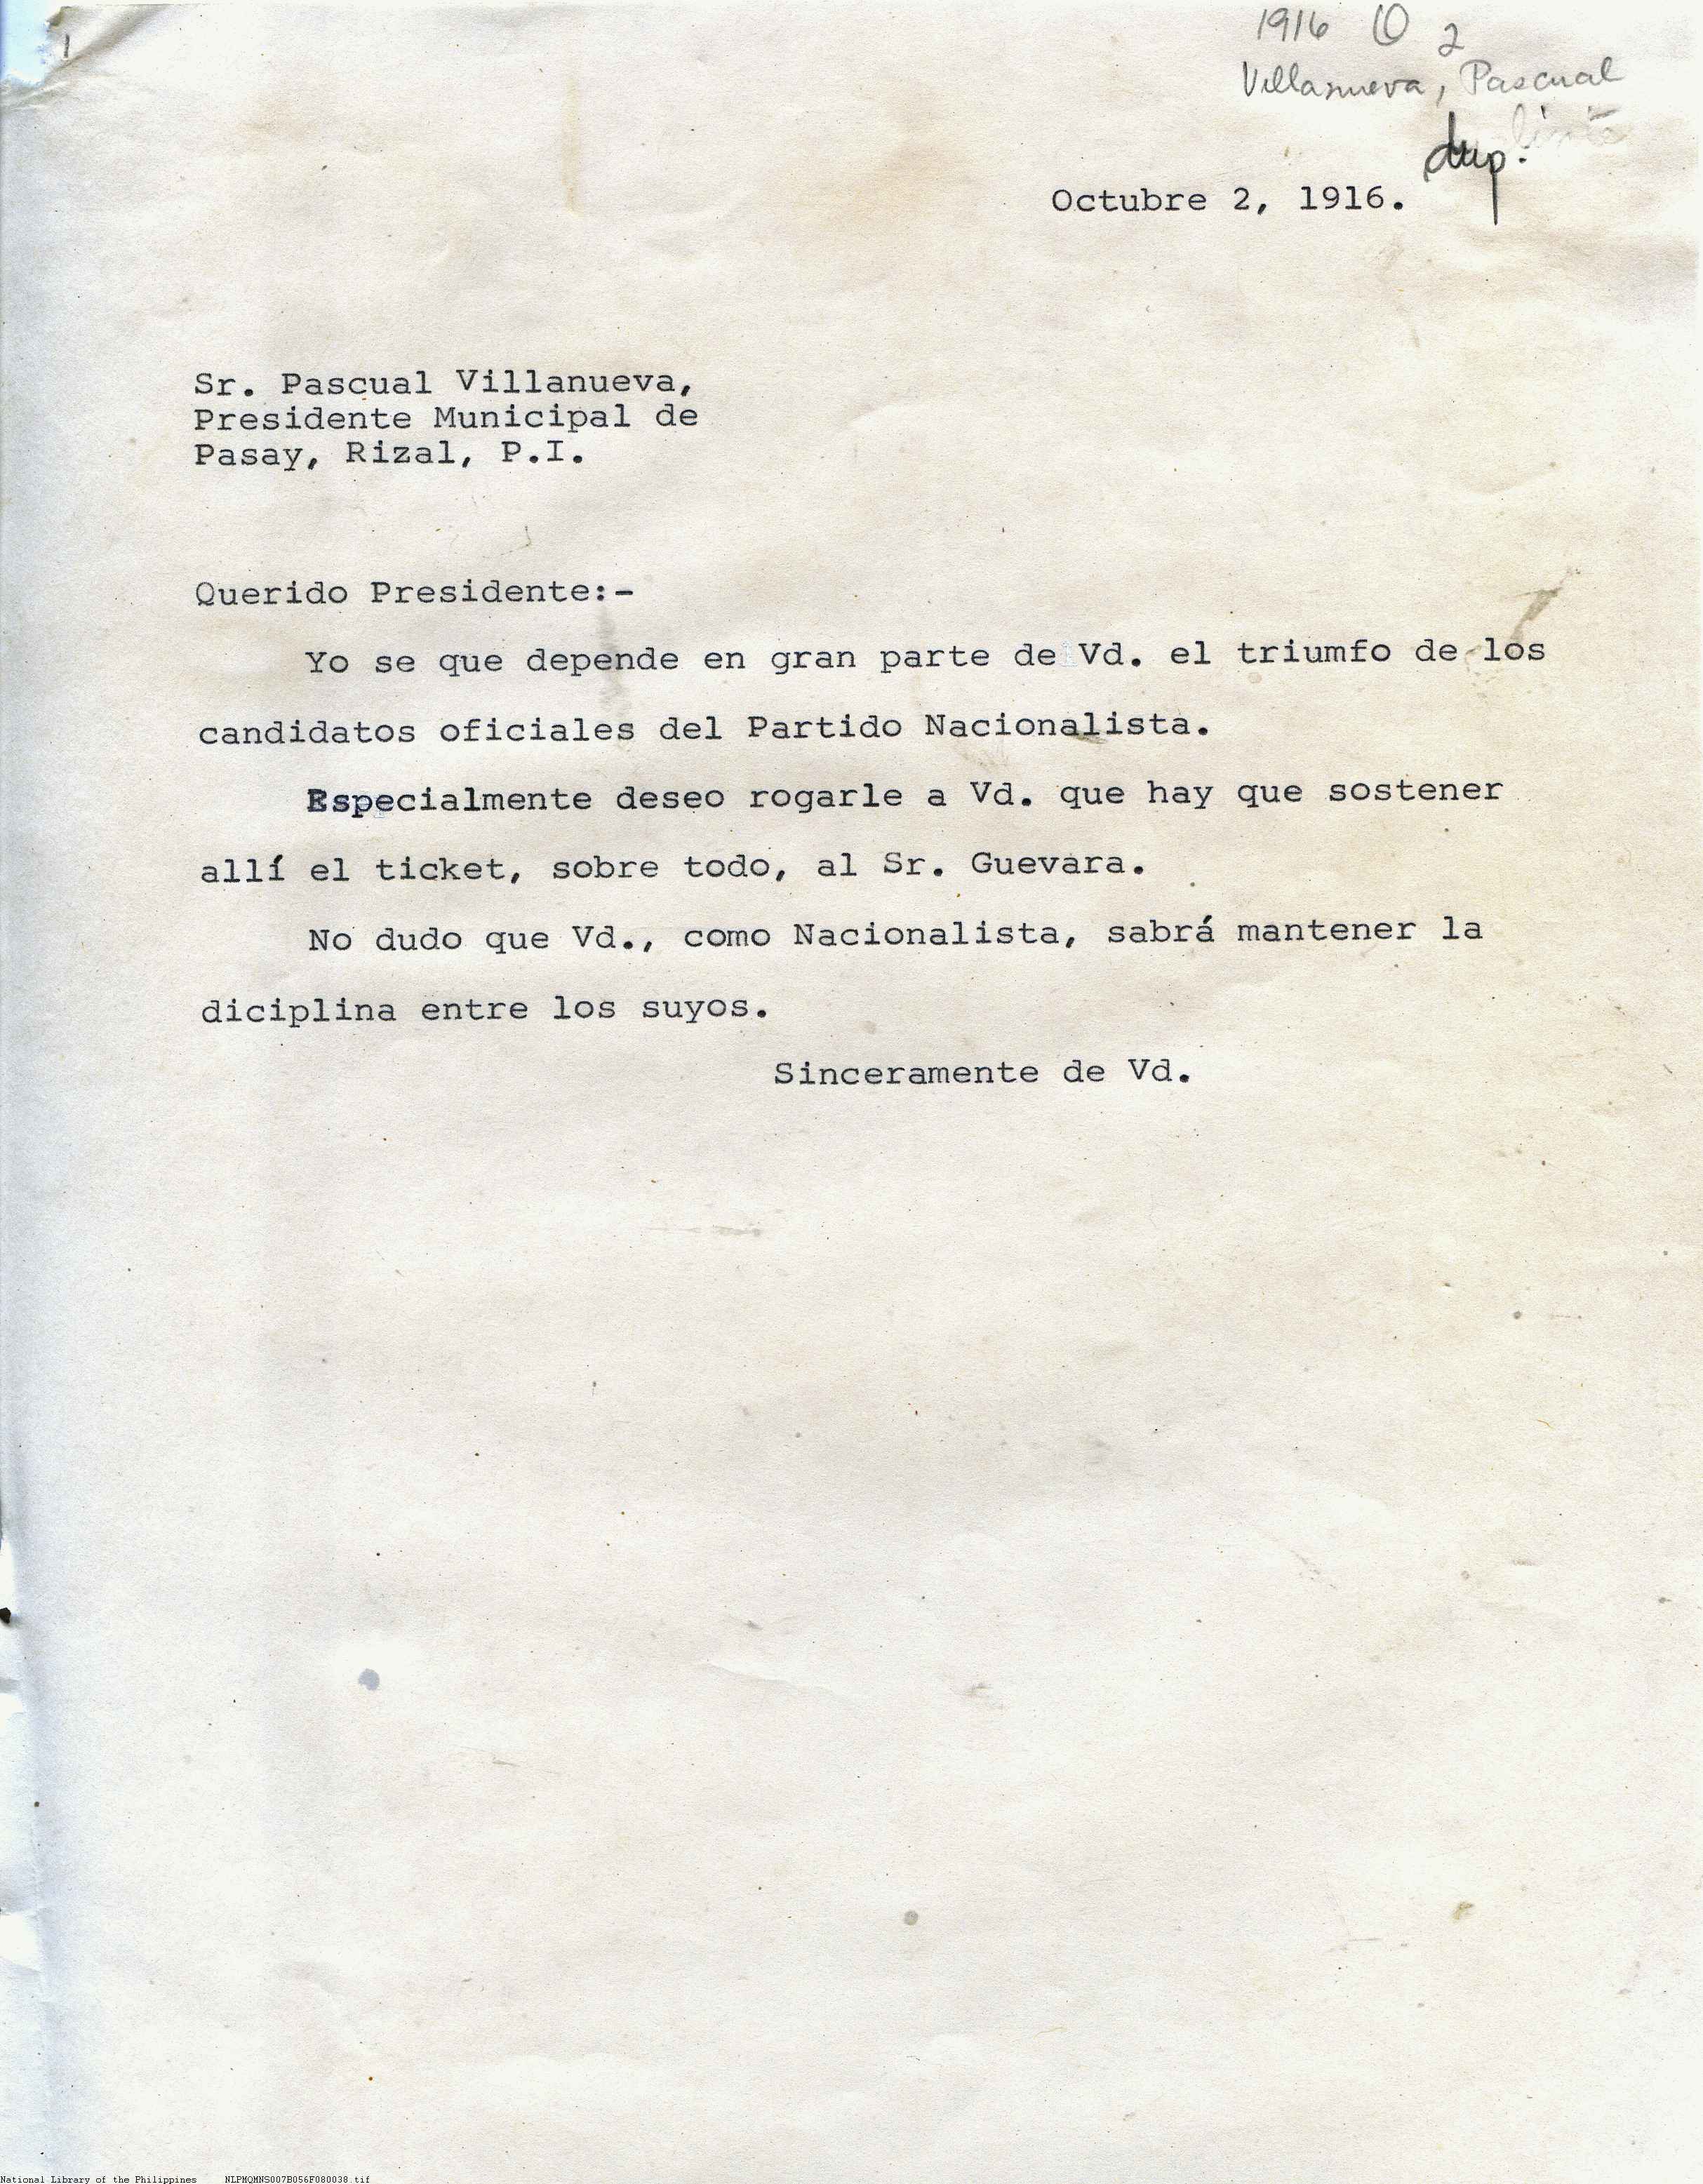 1916 O 2
Villanueva, Pascual
dup.
Octubre 2, 1916.
Sr. Pascual Villanueva,
Presidente Municipal de
Pasay, Rizal, P.I.
Querido Presidente:-
Yo se que depende en gran parte de Vd. el triumfo de los
candidatos oficiales del Partido Nacionalista.
Especialmente deseo rogarle a Vd. que hay que sostener
allí el ticket, sobre todo, al Sr. Guevara.
No dudo que Vd., como Nacionalista, sabrá mantener la
diciplina entre los suyos.
Sinceramente de Vd.
National Library of the Philippines NLPMQMNS007B056F080038.tif